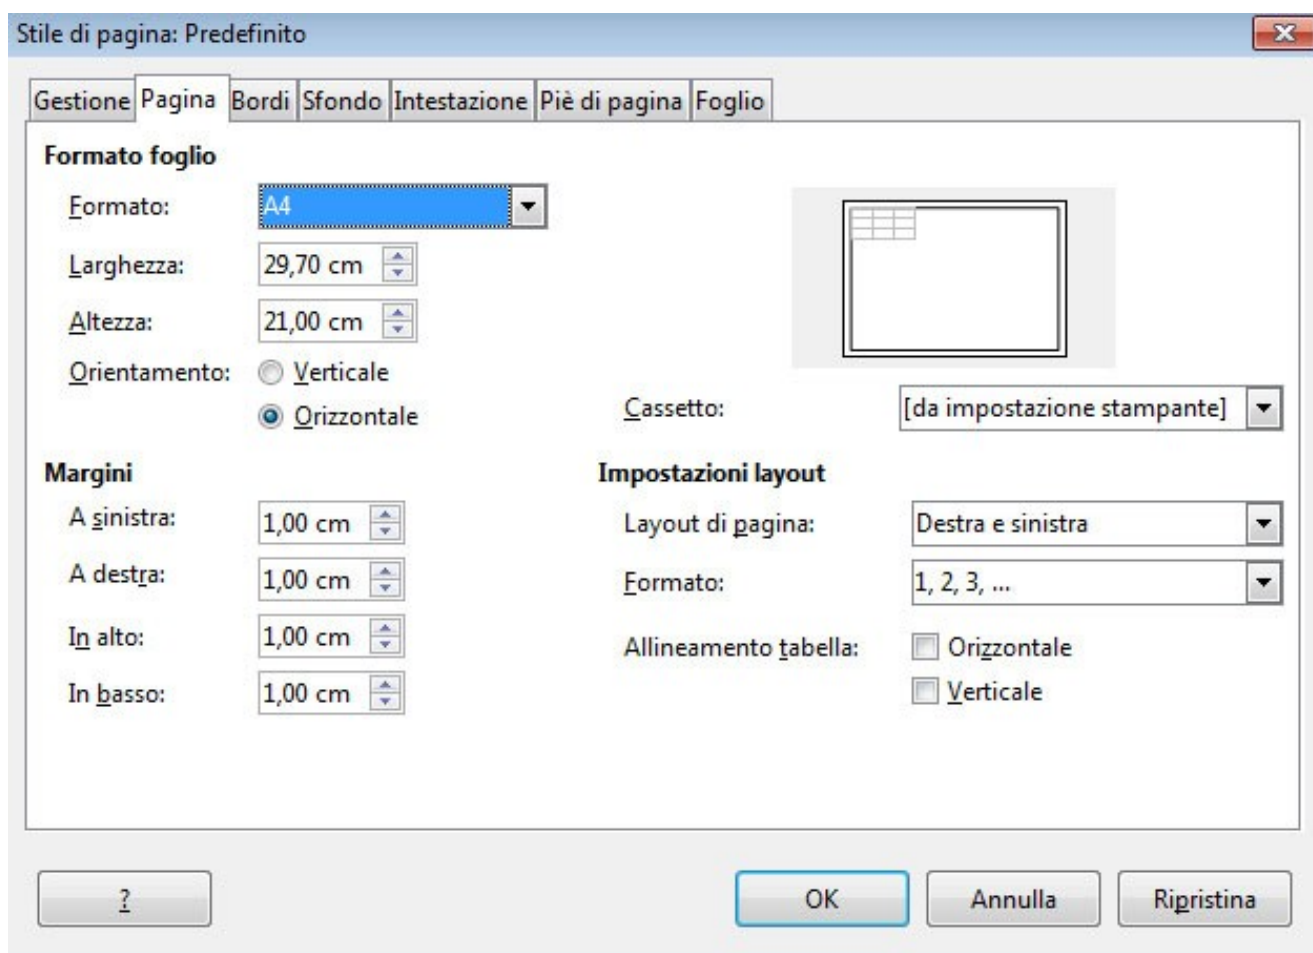 Stile di pagina: Predefinito
Gestione Pagina Bordi Sfondo Intestazione Piè di pagina Foglio
Formato foglio
Formato: A4
Larghezza: 29,70 cm
Altezza: 21,00 cm
Orientamento: Verticale
Orizzontale
Cassetto: [da impostazione stampante]
Margini
A sinistra: 1,00 cm
A destra: 1,00 cm
In alto: 1,00 cm
In basso: 1,00 cm
Impostazioni layout
Layout di pagina: Destra e sinistra
Formato: 1, 2, 3, ...
Allineamento tabella: Orizzontale
Verticale
? OK Annulla Ripristina